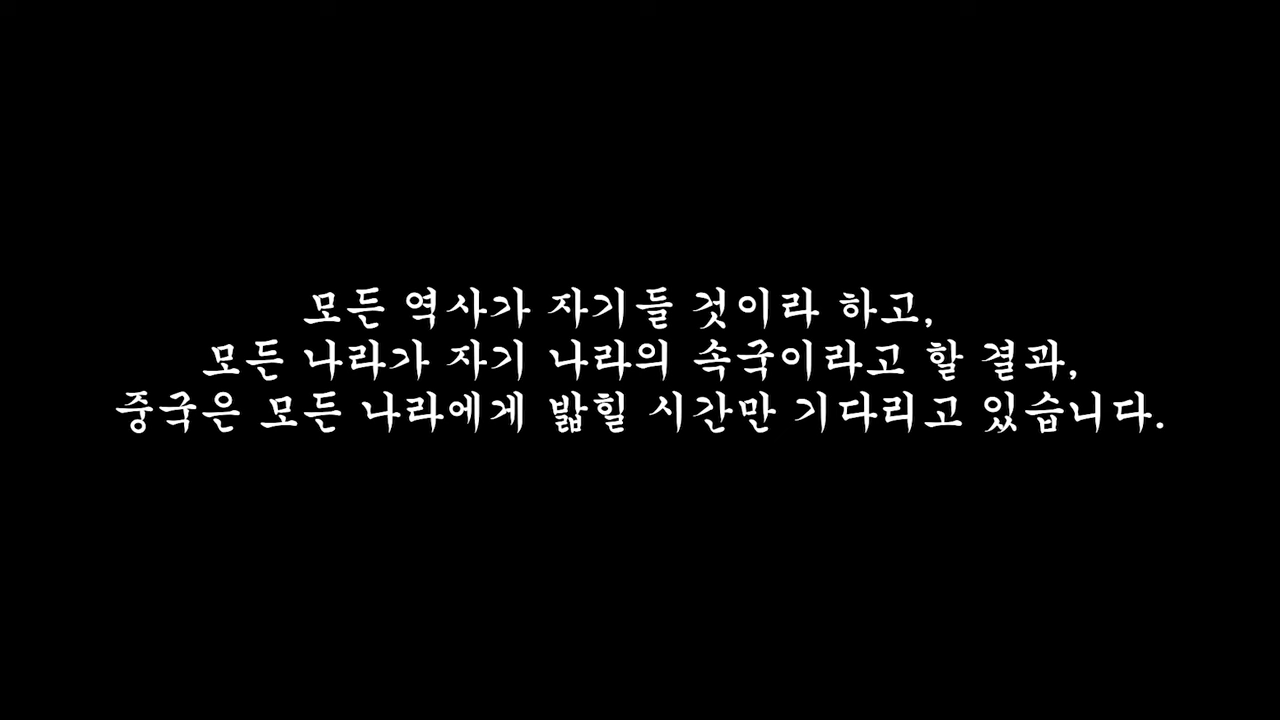 모든 역사가 자기들 것이라 하고,
모든 나라가 자기 나라의 속국이라고 할 결과,
중국은 모든 나라에게 밟힐 시간만 기다리고 있습니다.